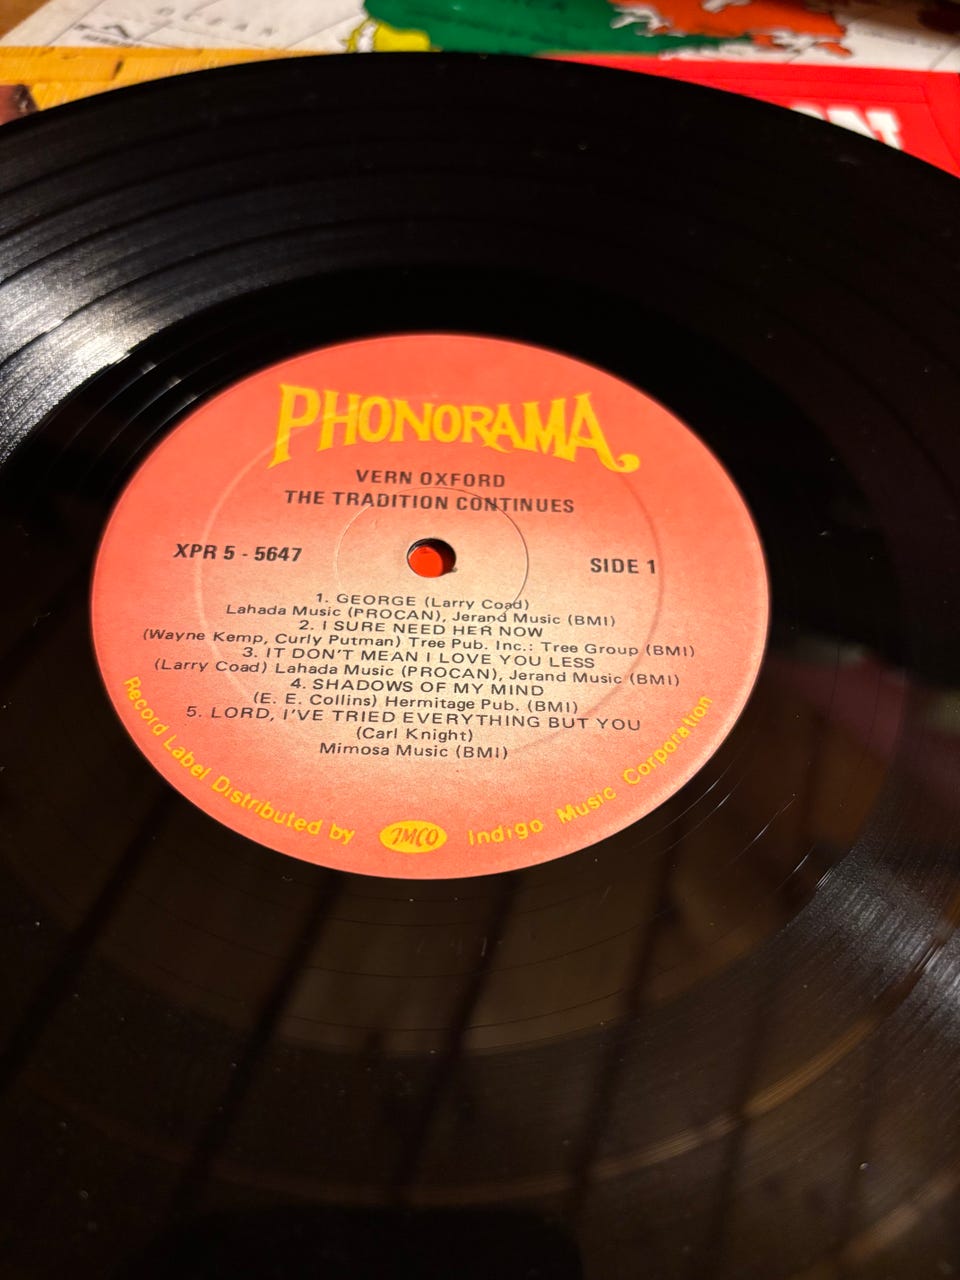 OCEAN
N
PHONORAMA
VERN OXFORD
THE TRADITION CONTINUES
XPR 5 - 5647
SIDE 1
1. GEORGE (Larry Coad)
Lahada Music (PROCAN), Jerand Music (BMI)
2. I SURE NEED HER NOW
(Wayne Kemp, Curly Putman) Tree Pub. Inc.: Tree Group (BMI)
3. IT DON'T MEAN I LOVE YOU LESS
(Larry Coad) Lahada Music (PROCAN), Jerand Music (BMI)
4. SHADOWS OF MY MIND
(E. E. Collins) Hermitage Pub. (BMI)
5. LORD, I'VE TRIED EVERYTHING BUT YOU
(Carl Knight)
Mimosa Music (BMI)
Record Label Distributed by IMCO Indigo Music Corporation